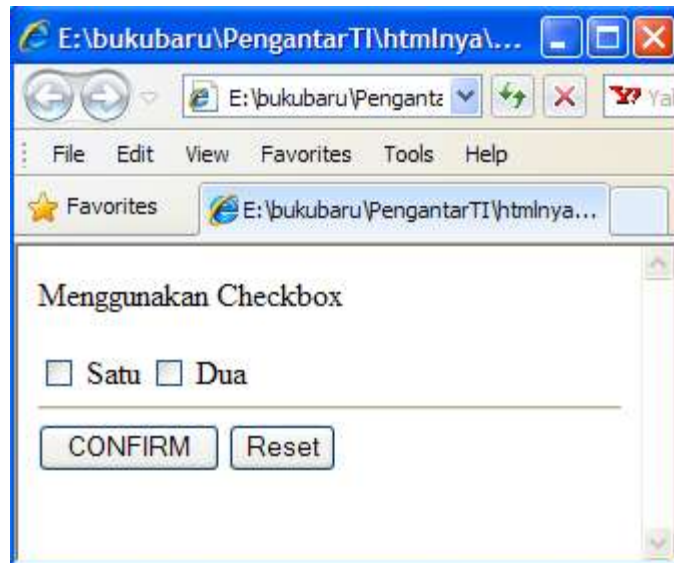 E:\bukubaru\PengantarTI\htmlnya\...
E:\bukubaru\Penganta
File Edit View Favorites Tools Help
Favorites E:\bukubaru\PengantarTI\htmlnya...
Menggunakan Checkbox
Satu Dua
CONFIRM Reset